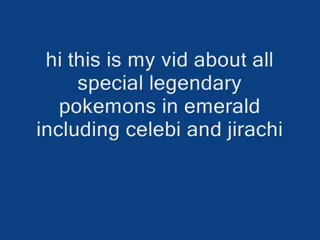 hi this is my vid about all
special legendary
pokemons in emerald
including celebi and jirachi